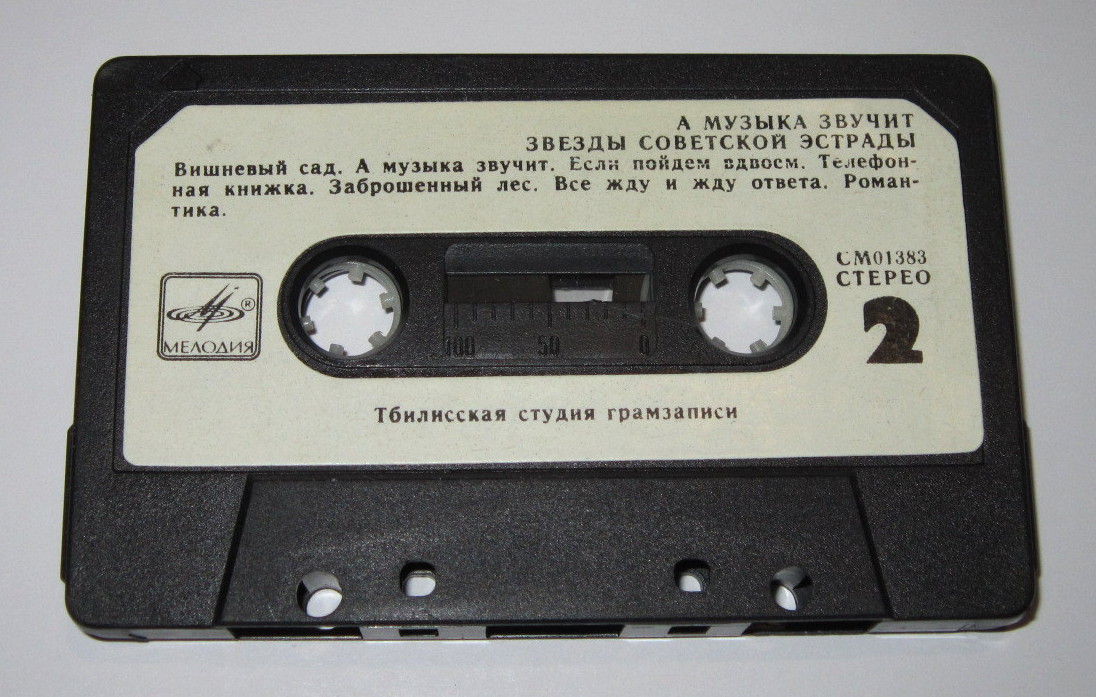 А МУЗЫКА ЗВУЧИТ
ЗВЕЗДЫ СОВЕТСКОЙ ЭСТРАДЫ
Вишневый сад. А музыка звучит. Если пойдем вдвоем. Телефон-
ная книжка. Заброшенный лес. Все жду и жду ответа. Роман-
тика.
СМ01383
СТЕРЕО
2
®
МЕЛОДИЯ
100 50 0
Тбилисская студия грамзаписи